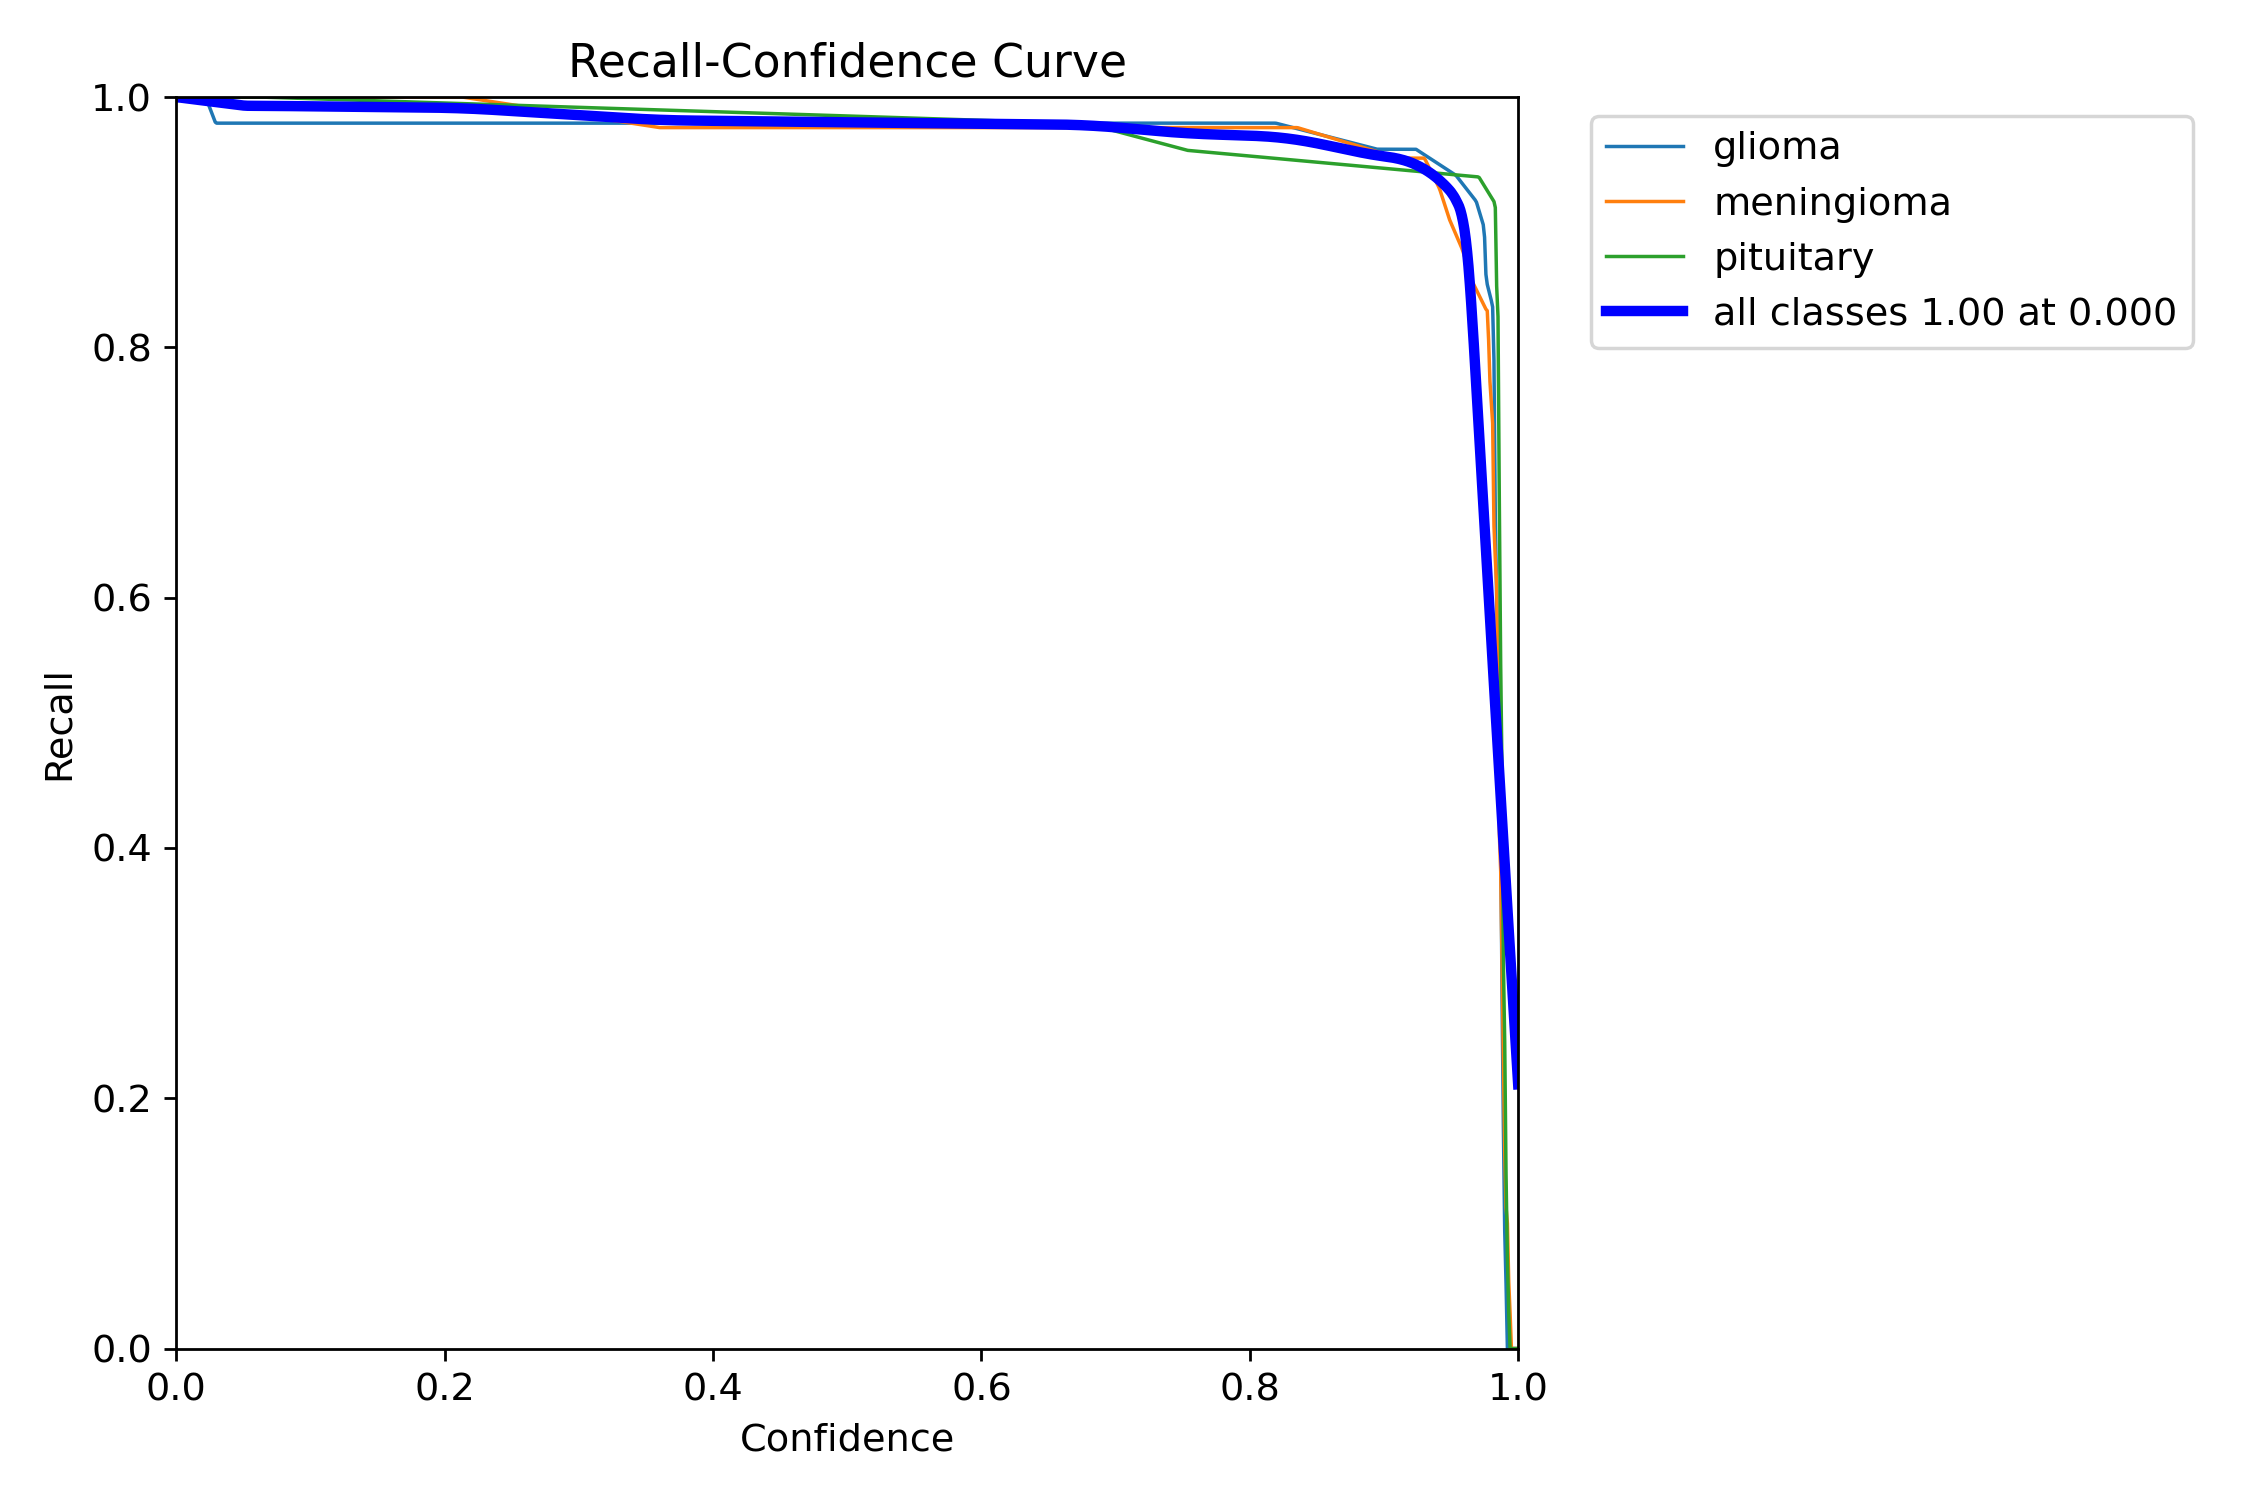 Recall-Confidence Curve
1.0
0.8
0.6
0.4
0.2
0.0
Recall
0.0 0.2 0.4 0.6 0.8 1.0
Confidence
glioma
meningioma
pituitary
all classes 1.00 at 0.000